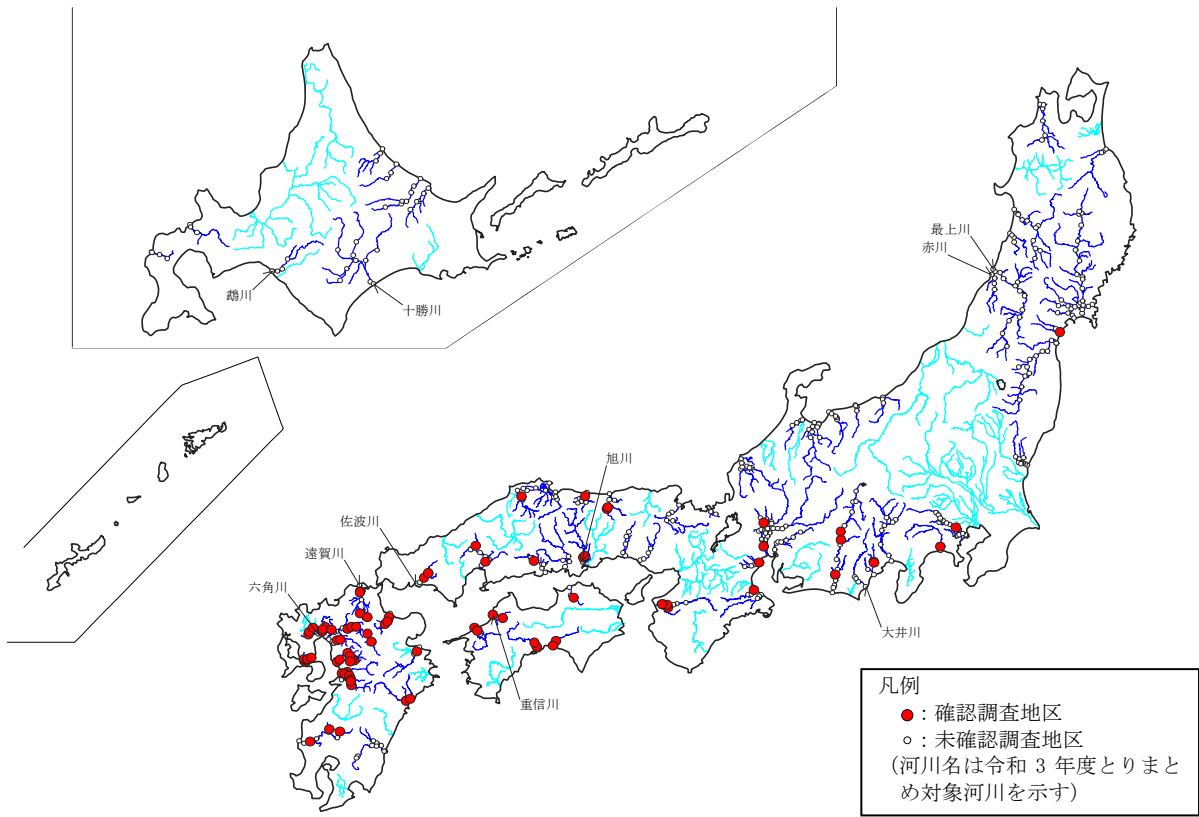 最上川
赤川
鵡川
十勝川
旭川
佐波川
遠賀川
六角川
大井川
重信川
凡例
:確認調査地区
:未確認調査地区
(河川名は令和 3 年度とりまと
め対象河川を示す)